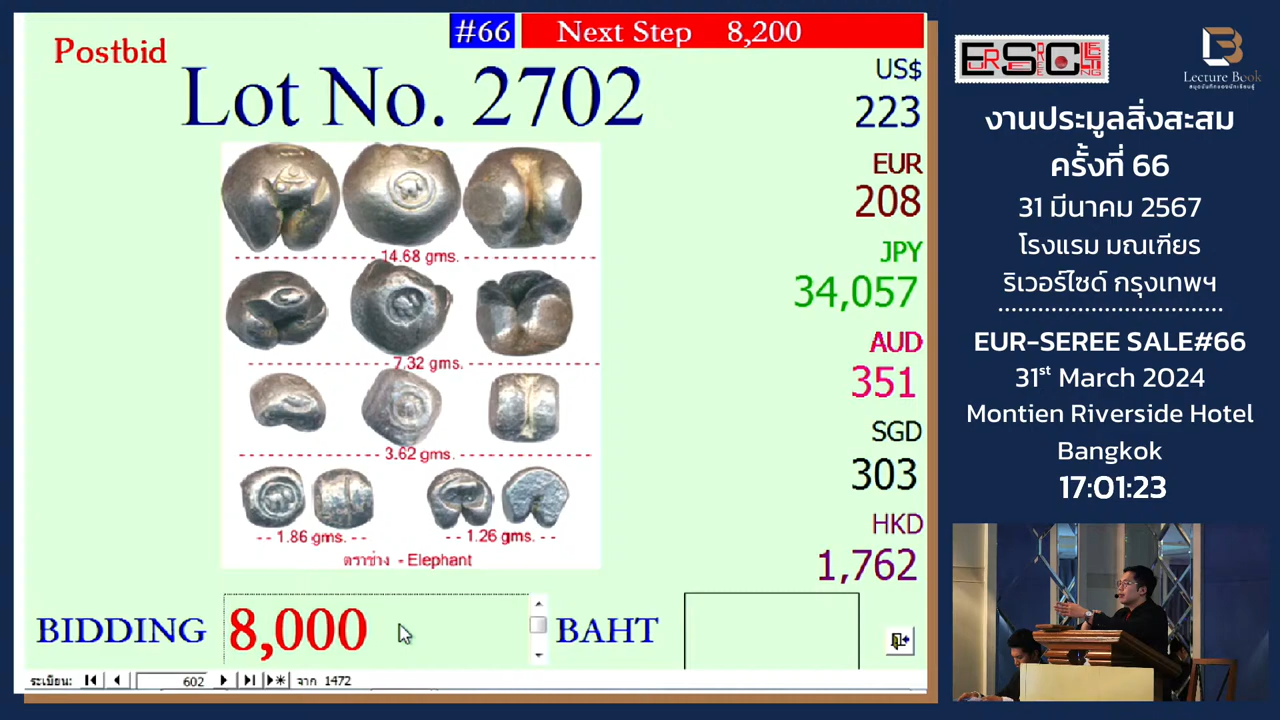 Postbid
#66
Next Step 8,200
Lot No. 2702
14.68 gms.
7.32 gms.
3.62 gms.
1.86 gms.
1.26 gms.
ตราช้าง - Elephant
US$
223
EUR
208
JPY
34,057
AUD
351
SGD
303
HKD
1,762
BIDDING 8,000 BAHT
ระเบียน: 602 จาก 1472
Lecture Book
งานประมูลสิ่งสะสม
ครั้งที่ 66
31 มีนาคม 2567
โรงแรม มณเฑียร
ริเวอร์ไซด์ กรุงเทพฯ
EUR-SEREE SALE#66
31st March 2024
Montien Riverside Hotel
Bangkok
17:01:23